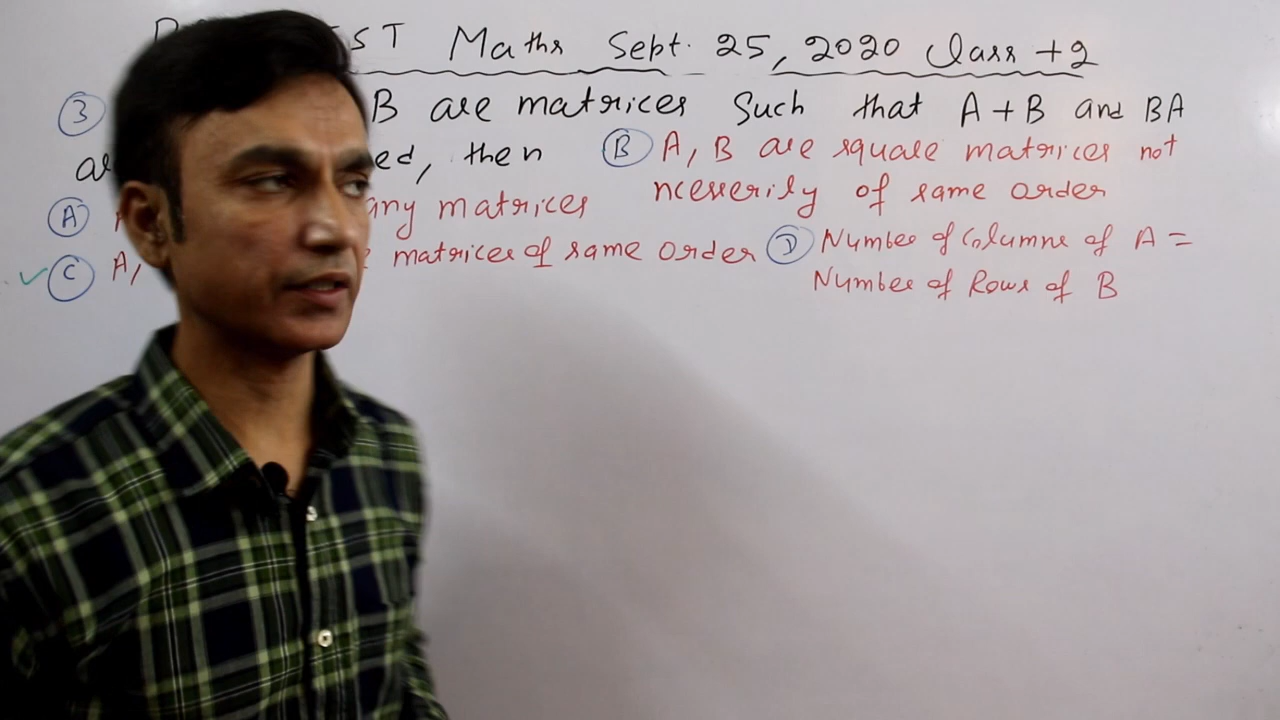 ST Maths Sept. 25, 2020 Class +2
3 B are matrices Such that A + B and BA
ed, then
A any matrices
B A, B are square matrices not
nceserily of same order
✓ C A, matrices of same order
D Number of Columns of A =
Number of Rows of B